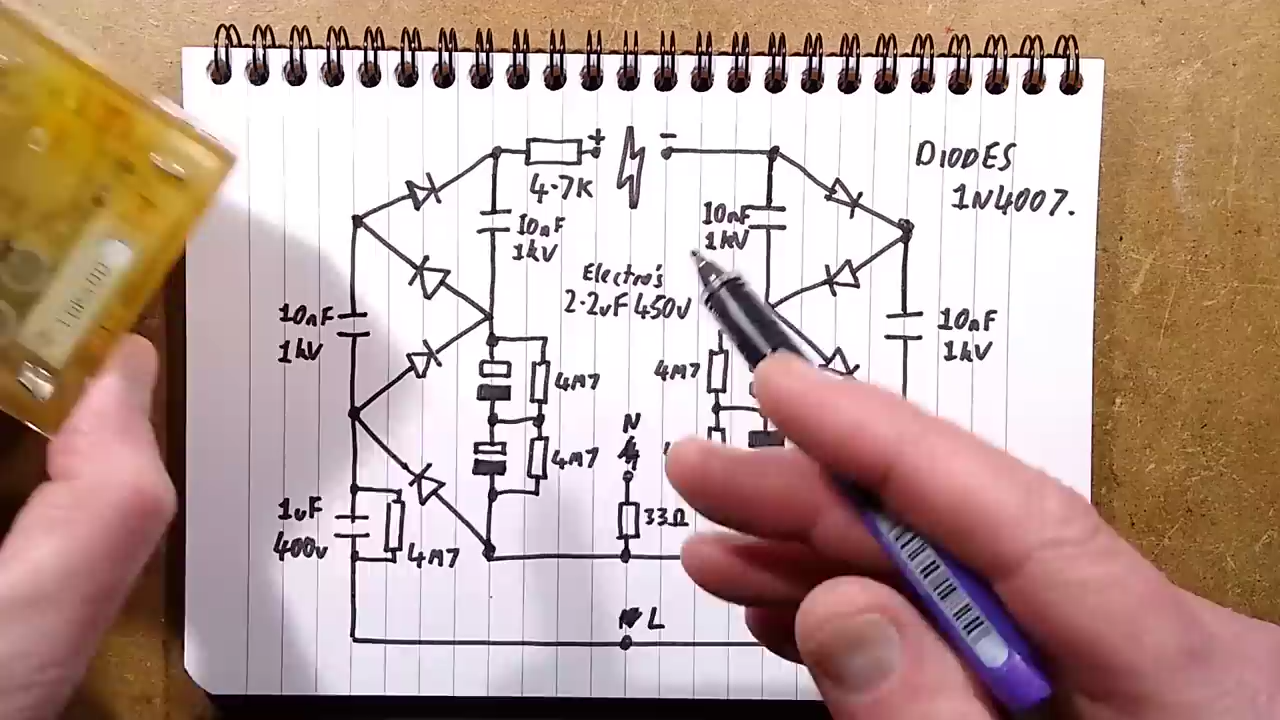 +
-
4.7K
10nF
1kV
10nF
1kV
DIODES
1N4007.
Electro's
2.2uF 450V
10nF
1kV
10nF
1kV
4M7
4M7
4M7
N
1uF
400V
4M7
33Ω
L